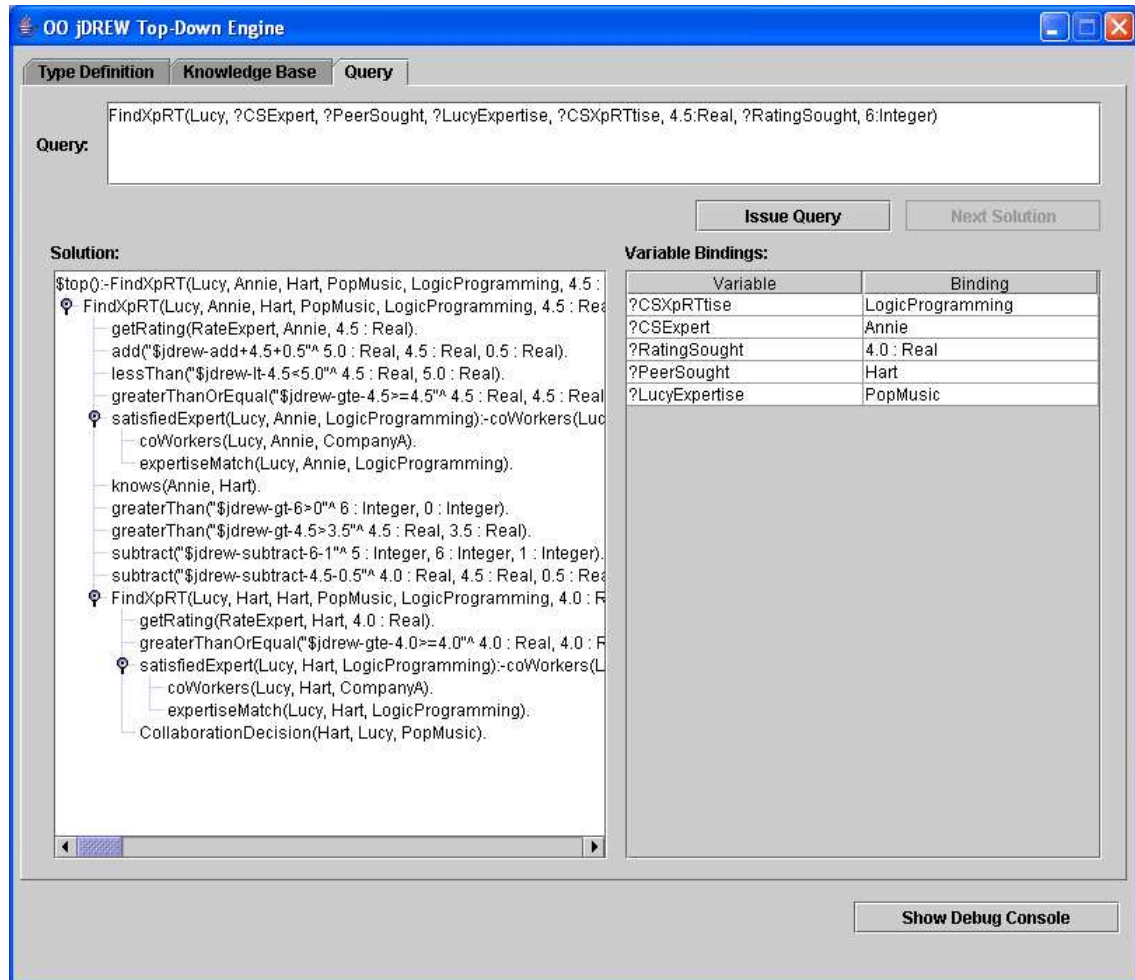 OO jDREW Top-Down Engine
Type Definition Knowledge Base Query
Query:
FindXpRT(Lucy, ?CSExpert, ?PeerSought, ?LucyExpertise, ?CSXpRTtise, 4.5:Real, ?RatingSought, 6:Integer)
Issue Query Next Solution
Solution:
$top():-FindXpRT(Lucy, Annie, Hart, PopMusic, LogicProgramming, 4.5 :
FindXpRT(Lucy, Annie, Hart, PopMusic, LogicProgramming, 4.5 : Rea
getRating(RateExpert, Annie, 4.5 : Real).
add("$jdrew-add+4.5+0.5"^ 5.0 : Real, 4.5 : Real, 0.5 : Real).
lessThan("$jdrew-lt-4.5<5.0"^ 4.5 : Real, 5.0 : Real).
greaterThanOrEqual("$jdrew-gte-4.5>=4.5"^ 4.5 : Real, 4.5 : Real
satisfiedExpert(Lucy, Annie, LogicProgramming):-coWorkers(Luc
coWorkers(Lucy, Annie, CompanyA).
expertiseMatch(Lucy, Annie, LogicProgramming).
knows(Annie, Hart).
greaterThan("$jdrew-gt-6>0"^ 6 : Integer, 0 : Integer).
greaterThan("$jdrew-gt-4.5>3.5"^ 4.5 : Real, 3.5 : Real).
subtract("$jdrew-subtract-6-1"^ 5 : Integer, 6 : Integer, 1 : Integer).
subtract("$jdrew-subtract-4.5-0.5"^ 4.0 : Real, 4.5 : Real, 0.5 : Rea
FindXpRT(Lucy, Hart, Hart, PopMusic, LogicProgramming, 4.0 : R
getRating(RateExpert, Hart, 4.0 : Real).
greaterThanOrEqual("$jdrew-gte-4.0>=4.0"^ 4.0 : Real, 4.0 : R
satisfiedExpert(Lucy, Hart, LogicProgramming):-coWorkers(L
coWorkers(Lucy, Hart, CompanyA).
expertiseMatch(Lucy, Hart, LogicProgramming).
CollaborationDecision(Hart, Lucy, PopMusic).
Variable Bindings:
Variable Binding
?CSXpRTtise LogicProgramming
?CSExpert Annie
?RatingSought 4.0 : Real
?PeerSought Hart
?LucyExpertise PopMusic
Show Debug Console